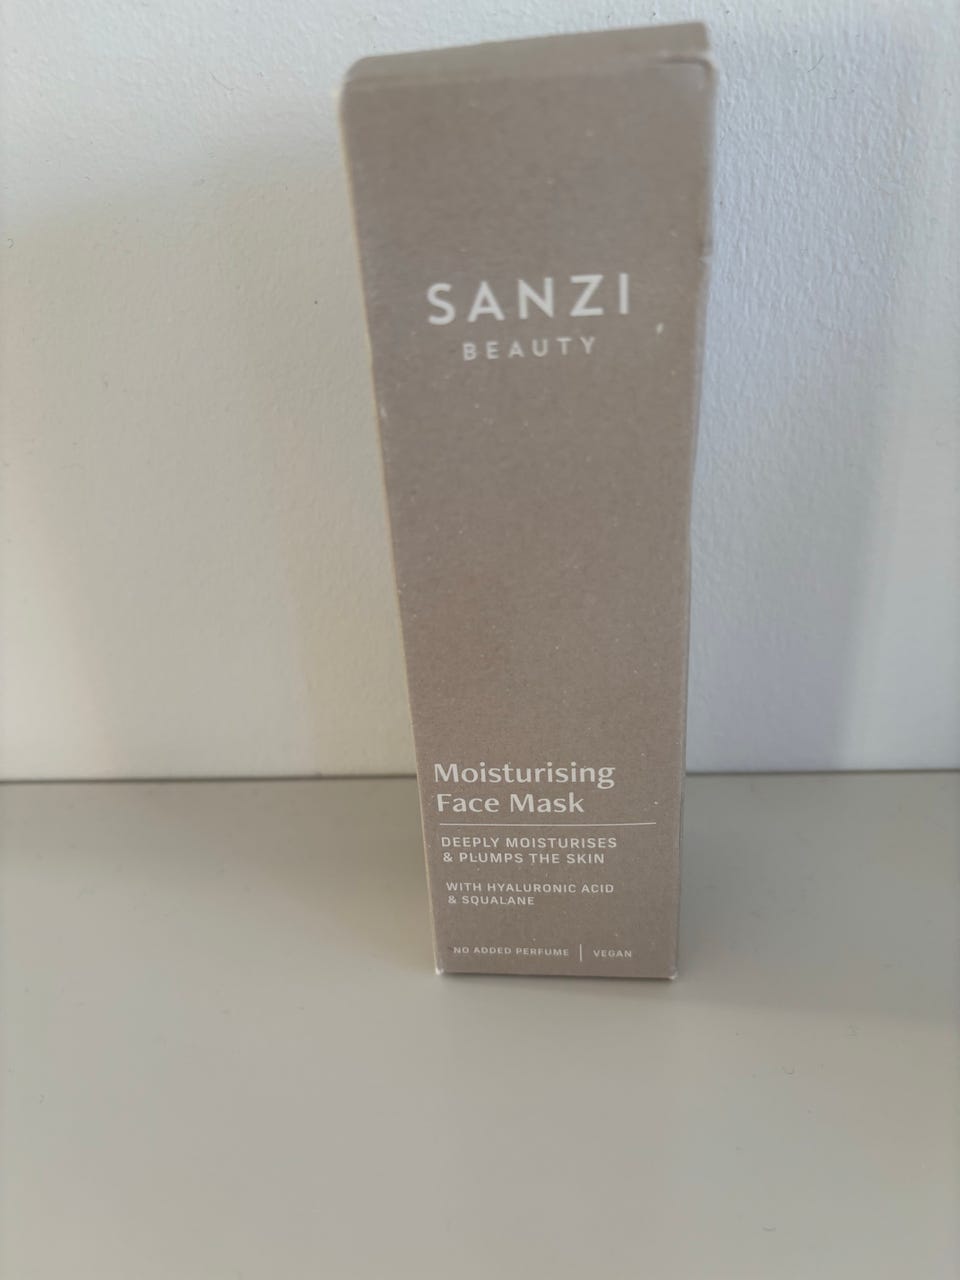 SANZI
BEAUTY
Moisturising
Face Mask
DEEPLY MOISTURISES
& PLUMPS THE SKIN
WITH HYALURONIC ACID
& SQUALANE
NO ADDED PERFUME | VEGAN